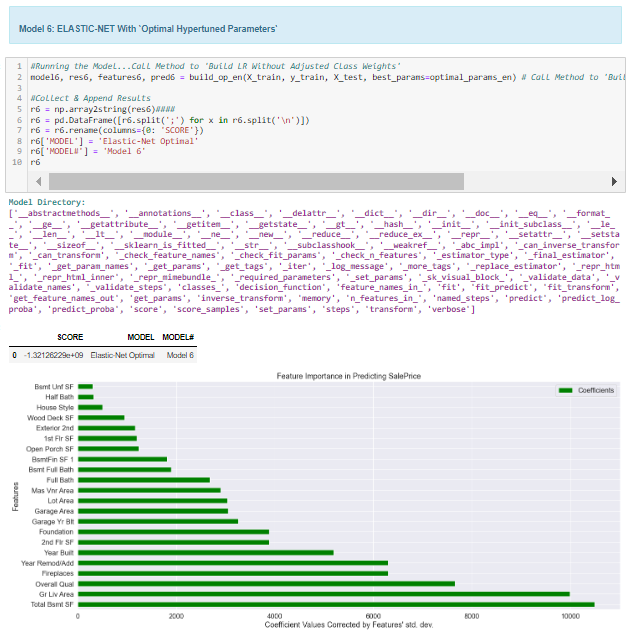 Model 6: ELASTIC-NET With 'Optimal Hypertuned Parameters'
1 #Running the Model...Call Method to 'Build LR Without Adjusted Class Weights'
2 model6, res6, features6, pred6 = build_op_en(X_train, y_train, X_test, best_params=optimal_params_en) # Call Method to 'Buil
3
4 #Collect & Append Results
5 r6 = np.array2string(res6)####
6 r6 = pd.DataFrame([r6.split(';') for x in r6.split('\n')])
7 r6 = r6.rename(columns={0: 'SCORE'})
8 r6['MODEL'] = 'Elastic-Net Optimal'
9 r6['MODEL#'] = 'Model 6'
10 r6
Model Directory:
['__abstractmethods__', '__annotations__', '__class__', '__delattr__', '__dict__', '__dir__', '__doc__', '__eq__', '__format_
_', '__ge__', '__getattribute__', '__getitem__', '__getstate__', '__gt__', '__hash__', '__init__', '__init_subclass__', '__le_
_', '__len__', '__lt__', '__module__', '__ne__', '__new__', '__reduce__', '__reduce_ex__', '__repr__', '__setattr__', '__setsta
te__', '__sizeof__', '__sklearn_is_fitted__', '__str__', '__subclasshook__', '__weakref__', '_abc_impl', '_can_inverse_transfor
m', '_can_transform', '_check_feature_names', '_check_fit_params', '_check_n_features', '_estimator_type', '_final_estimator',
'_fit', '_get_param_names', '_get_params', '_get_tags', '_iter', '_log_message', '_more_tags', '_replace_estimator', '_repr_htm
l_', '_repr_html_inner', '_repr_mimebundle_', '_required_parameters', '_set_params', '_sk_visual_block_', '_validate_data', '_v
alidate_names', '_validate_steps', 'classes_', 'decision_function', 'feature_names_in_', 'fit', 'fit_predict', 'fit_transform',
'get_feature_names_out', 'get_params', 'inverse_transform', 'memory', 'n_features_in_', 'named_steps', 'predict', 'predict_log_
proba', 'predict_proba', 'score', 'score_samples', 'set_params', 'steps', 'transform', 'verbose']
SCORE MODEL MODEL#
0 -1.32126229e+09 Elastic-Net Optimal Model 6
Feature Importance in Predicting SalePrice
Coefficients
Features
Bsmt Unf SF
Half Bath
House Style
Wood Deck SF
Exterior 2nd
1st Flr SF
Open Porch SF
BsmtFin SF 1
Bsmt Full Bath
Full Bath
Mas Vnr Area
Lot Area
Garage Area
Garage Yr Blt
Foundation
2nd Flr SF
Year Built
Year Remod/Add
Fireplaces
Overall Qual
Gr Liv Area
Total Bsmt SF
0 2000 4000 6000 8000 10000
Coefficient Values Corrected by Features' std. dev.